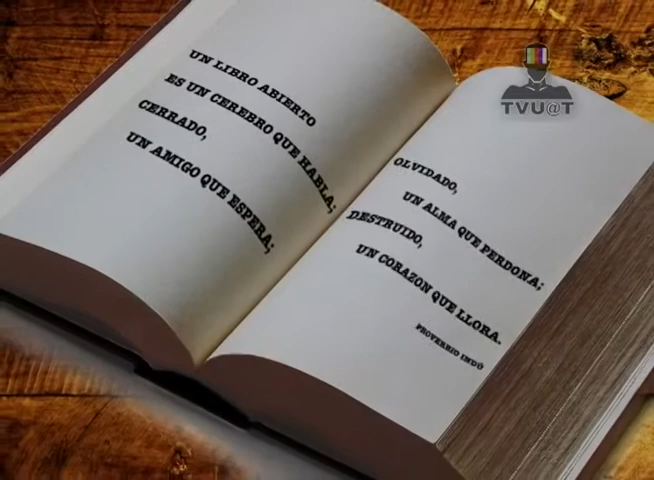 UN LIBRO ABIERTO
ES UN CEREBRO QUE HABLA;
CERRADO,
UN AMIGO QUE ESPERA;
OLVIDADO,
UN ALMA QUE PERDONA;
DESTRUIDO,
UN CORAZON QUE LLORA.
PROVERBIO INDÚ
TVU@T